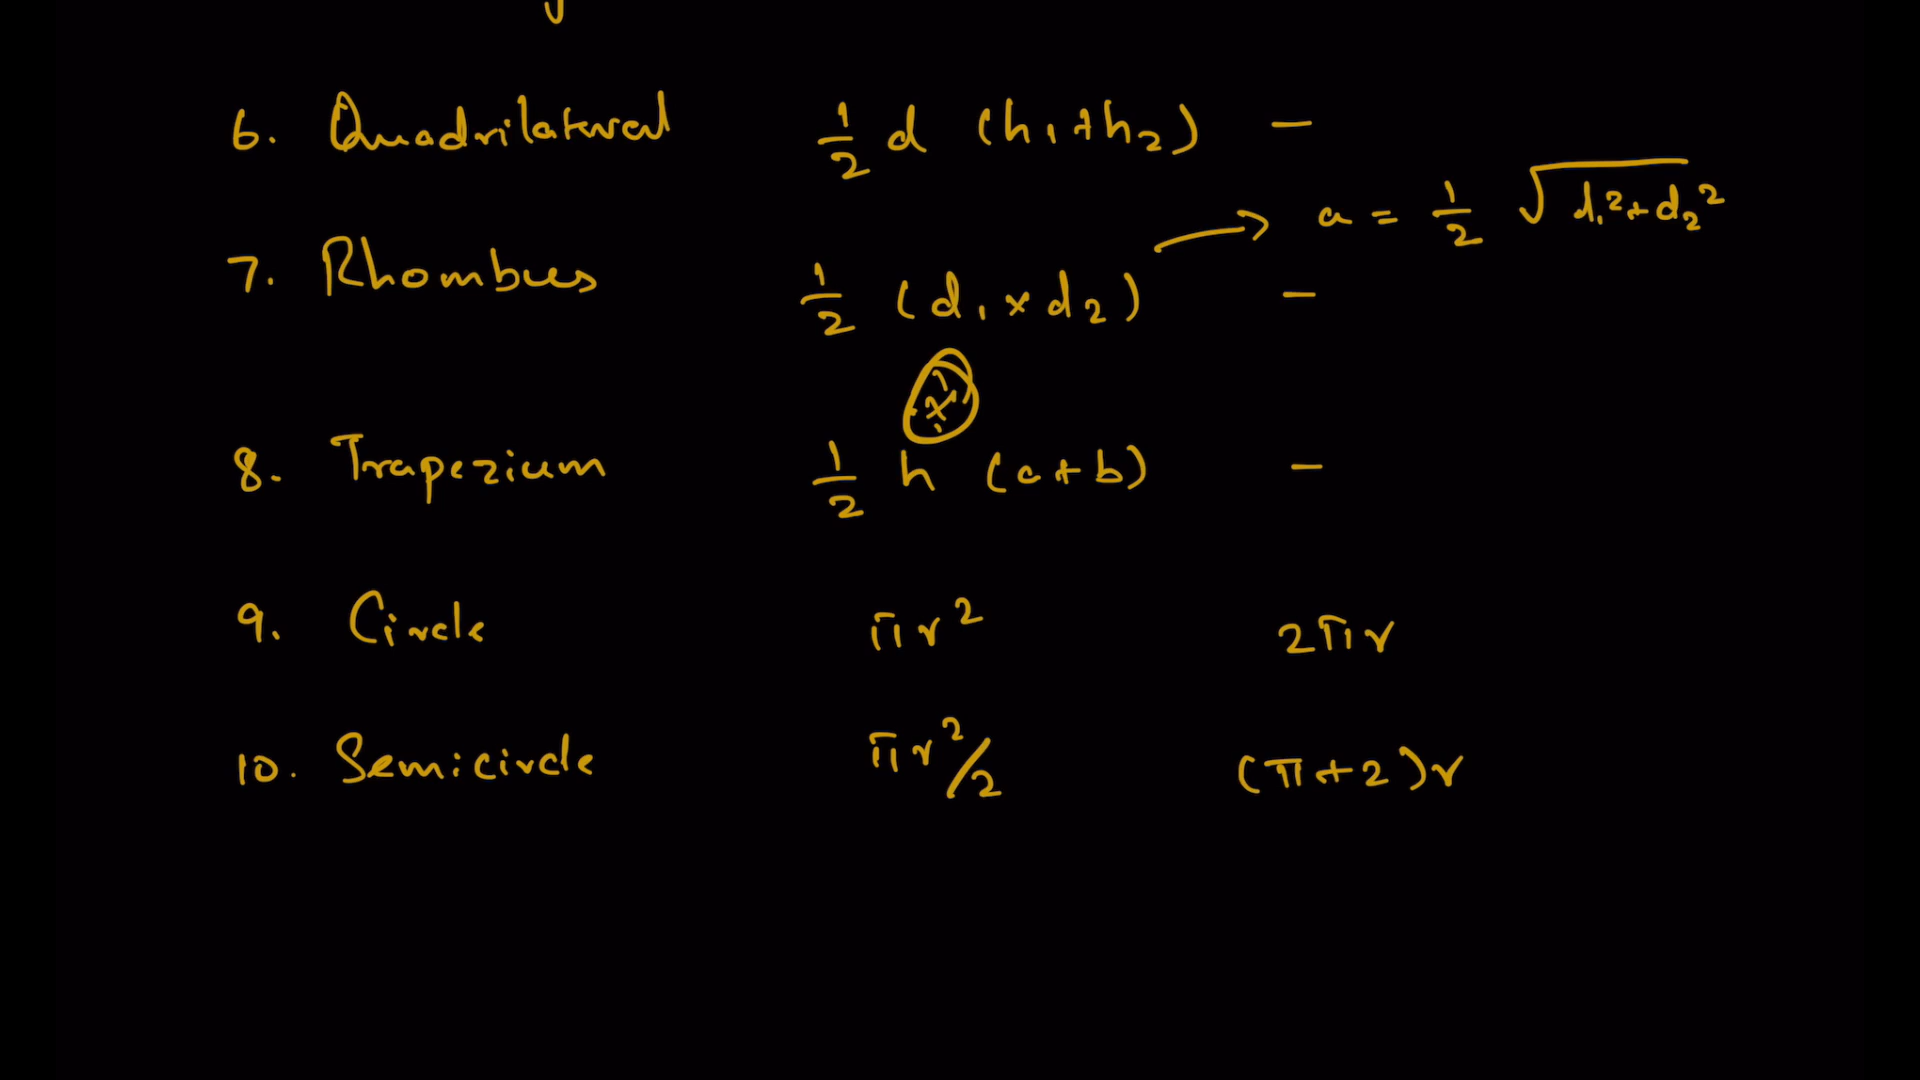 6. Quadrilateral 1/2 d (h₁+h₂) –
a = 1/2 √d₁²+d₂²
7. Rhombus 1/2 (d₁×d₂) –
8. Trapezium 1/2 h (a+b) –
9. Circle πr² 2πr
10. Semicircle πr²/2 (π+2)r